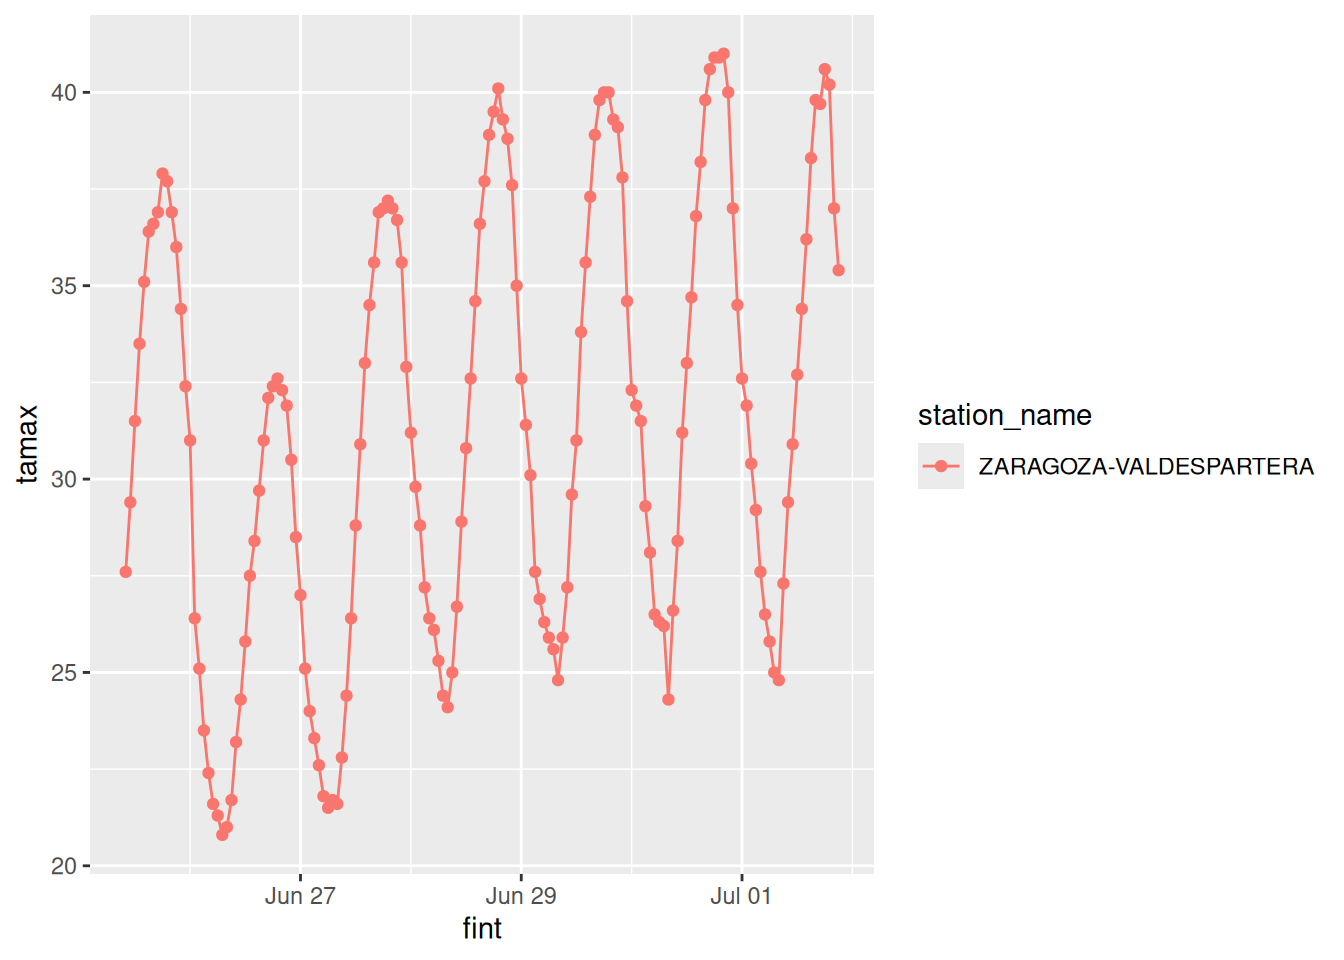 40
35
30
25
20
tamax
Jun 27
Jun 29
Jul 01
fint
station_name
ZARAGOZA-VALDESPARTERA